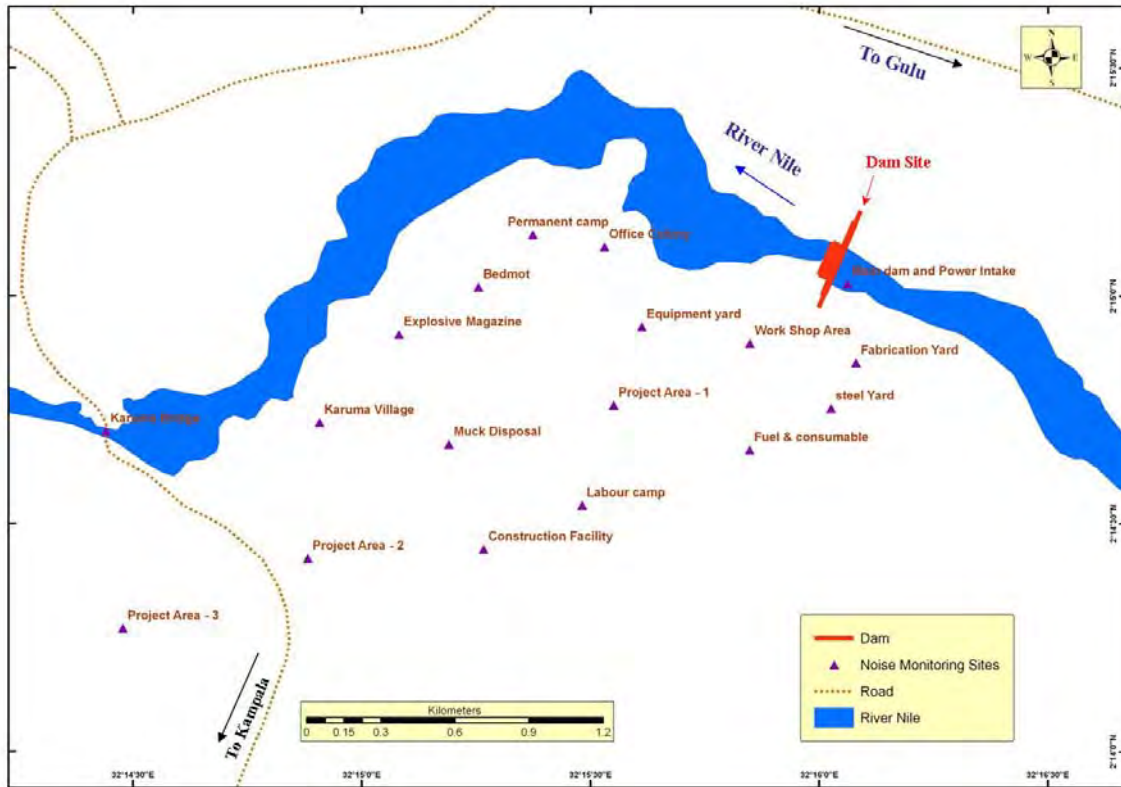 To Gulu
N
W E
S
2°15'30"N
River Nile
Dam Site
Permanent camp
Office
Bedmot
dam and Power Intake
2°15'0"N
Explosive Magazine
Equipment yard
Work Shop Area
Fabrication Yard
Project Area - 1
steel Yard
Karuma Village
Karuma Bridge
Muck Disposal
Fuel & consumable
Labour camp
2°14'30"N
Construction Facility
Project Area - 2
Project Area - 3
To Kampala
Dam
Noise Monitoring Sites
Road
River Nile
Kilometers
0 0.15 0.3 0.6 0.9 1.2
2°14'0"N
32°14'30"E 32°15'0"E 32°15'30"E 32°16'0"E 32°16'30"E